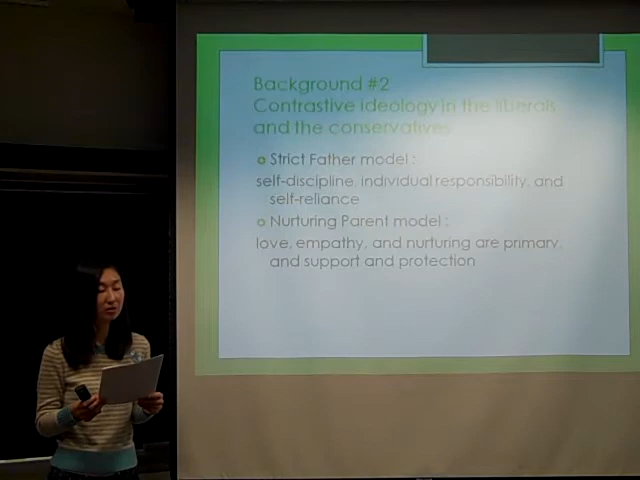 Background #2
Contrastive ideology in the liberals
and the conservatives
Strict Father model :
self-discipline, individual responsibility, and
self-reliance
Nurturing Parent model :
love, empathy, and nurturing are primary,
and support and protection